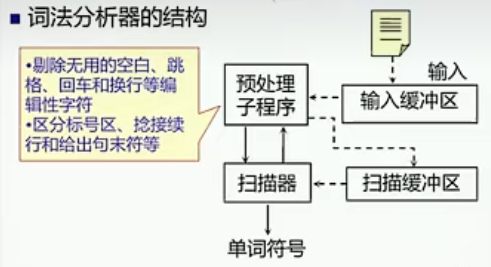 词法分析器的结构
•剔除无用的空白、跳
格、回车和换行等编
辑性字符
•区分标号区、捻接续
行和给出句末符等
预处理
子程序
输入
输入缓冲区
扫描器
扫描缓冲区
单词符号